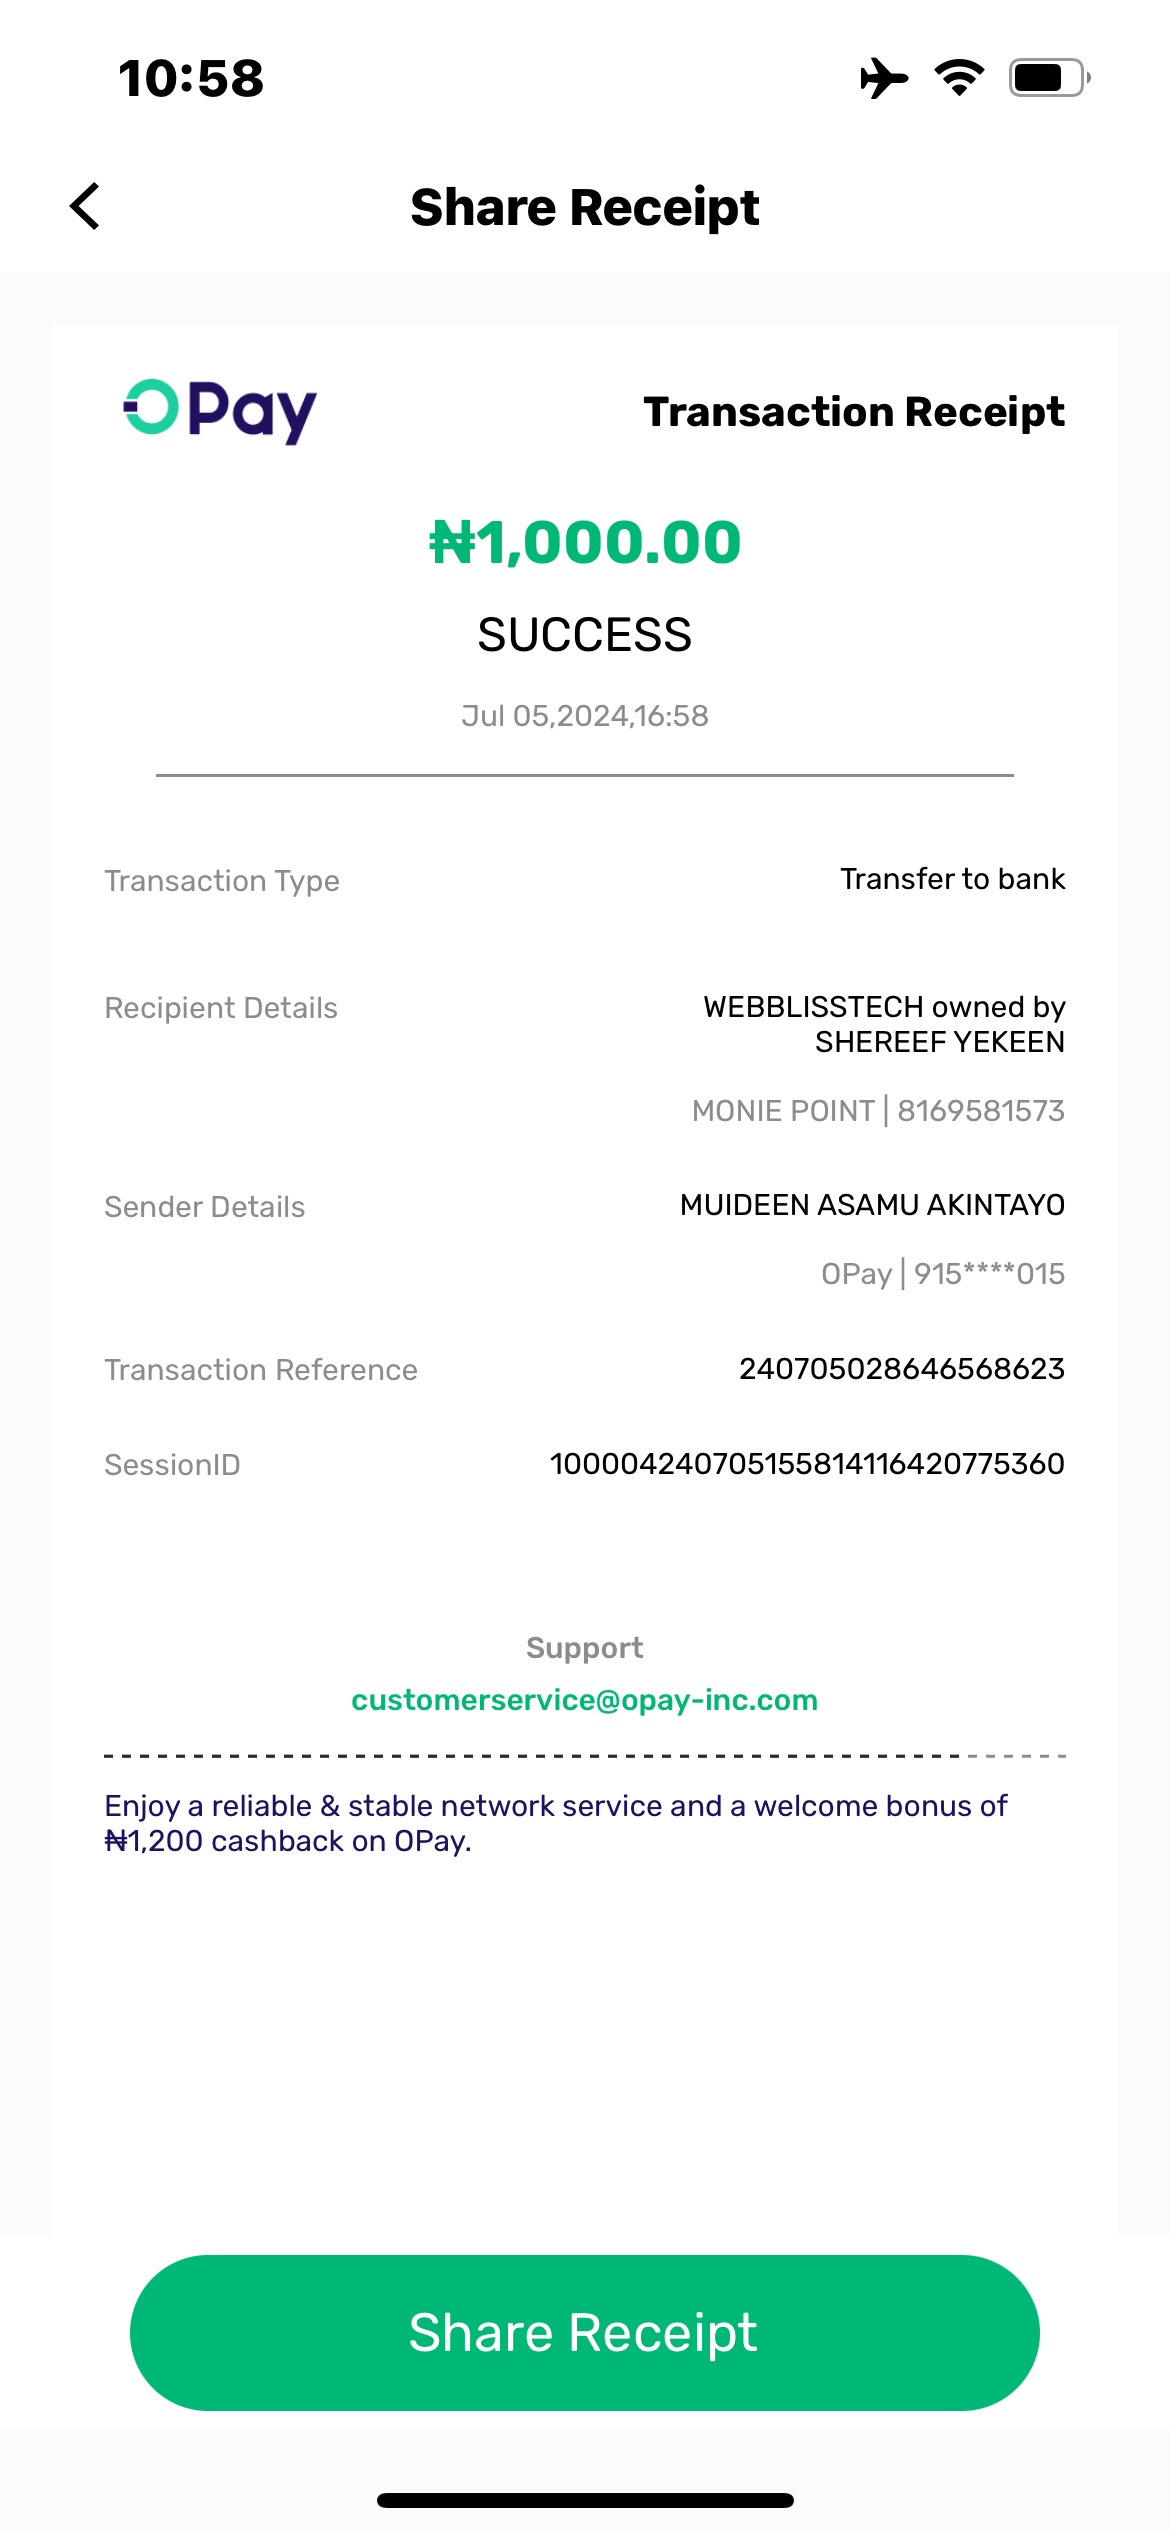 10:58
Share Receipt
OPay
Transaction Receipt
₦1,000.00
SUCCESS
Jul 05,2024,16:58
Transaction Type
Transfer to bank
Recipient Details
WEBBLISSTECH owned by
SHEREEF YEKEEN
MONIE POINT | 8169581573
Sender Details
MUIDEEN ASAMU AKINTAYO
OPay | 915****015
Transaction Reference
240705028646568623
SessionID
100004240705155814116420775360
Support
customerservice@opay-inc.com
Enjoy a reliable & stable network service and a welcome bonus of
₦1,200 cashback on OPay.
Share Receipt